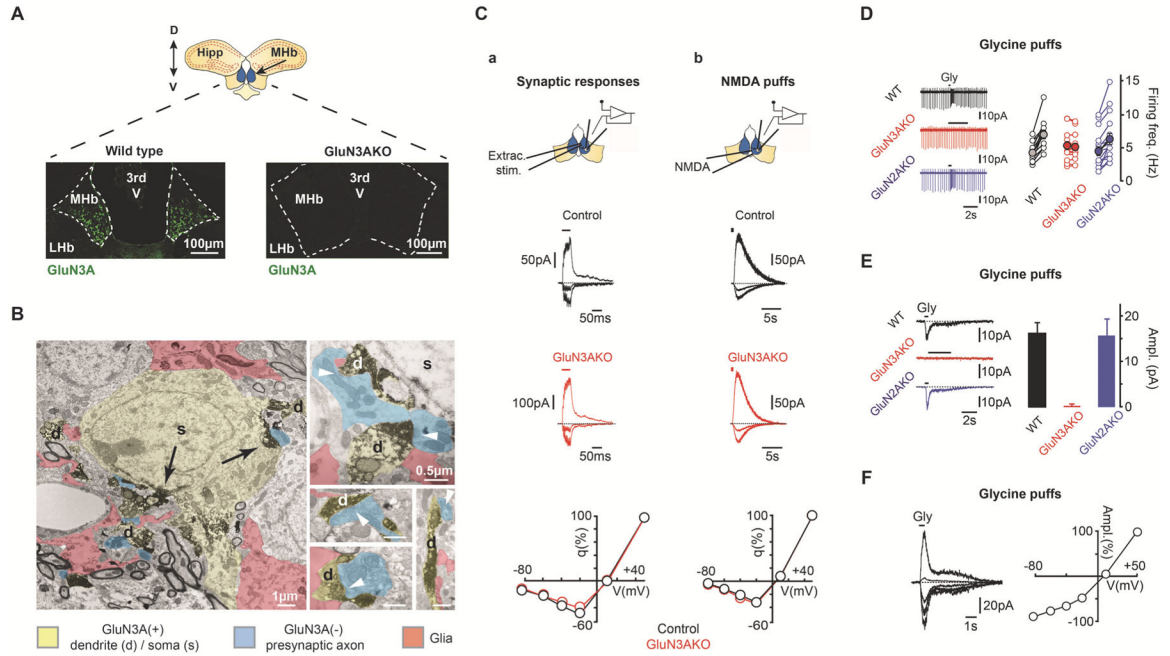 A
D
V
Hipp
MHb
Wild type
GluN3AKO
3rd
V
MHb
LHb
100µm
GluN3A
3rd
V
MHb
LHb
100µm
GluN3A
B
s
d
d
d
1µm
d
s
d
0.5µm
d
d
d
GluN3A(+)
dendrite (d) / soma (s)
GluN3A(-)
presynaptic axon
Glia
C
a
Synaptic responses
Extrac.
stim.
Control
50pA
50ms
GluN3AKO
100pA
50ms
100
q(%)
-80
+40
V(mV)
-60
b
NMDA puffs
NMDA
Control
50pA
5s
GluN3AKO
50pA
5s
100
q(%)
-80
+40
V(mV)
-60
Control
GluN3AKO
D
Glycine puffs
Gly
WT
10pA
GluN3AKO
10pA
GluN2AKO
10pA
2s
15
10
5
0
Firing freq. (Hz)
WT
GluN3AKO
GluN2AKO
E
Glycine puffs
Gly
WT
10pA
GluN3AKO
10pA
GluN2AKO
10pA
2s
20
10
0
Ampl. (pA)
WT
GluN3AKO
GluN2AKO
F
Glycine puffs
Gly
20pA
1s
100
Ampl.(%)
-80
+50
V(mV)
-100